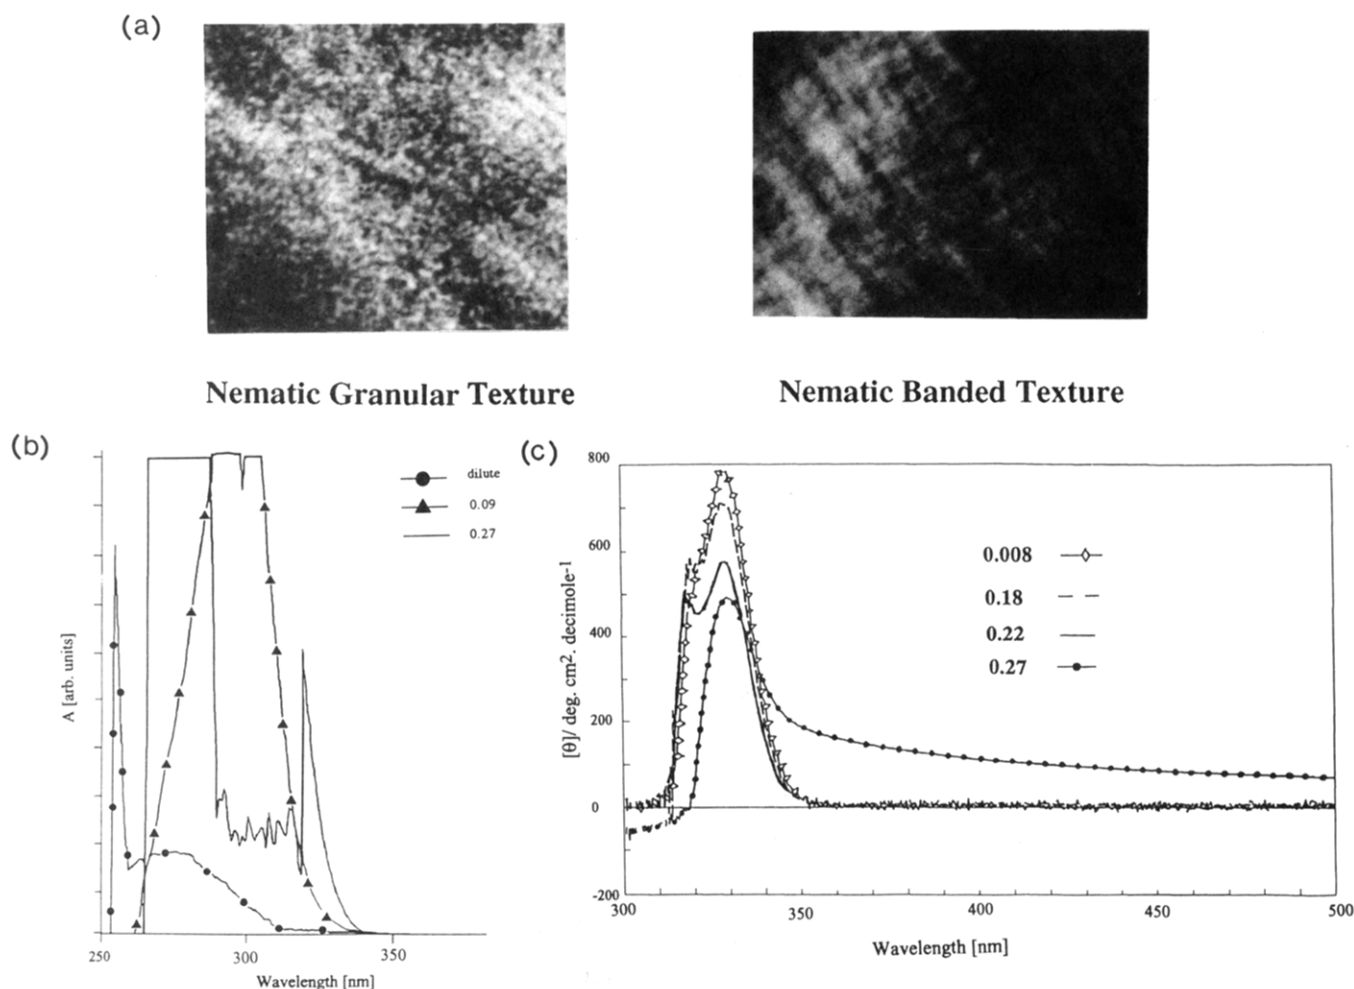 (a)
Nematic Granular Texture
Nematic Banded Texture
(b)
A [arb. units]
dilute
0.09
0.27
250
300
350
Wavelength [nm]
(c)
[θ]/ deg. cm². decimole⁻¹
800
600
400
200
0
-200
0.008
0.18
0.22
0.27
300
350
400
450
500
Wavelength [nm]